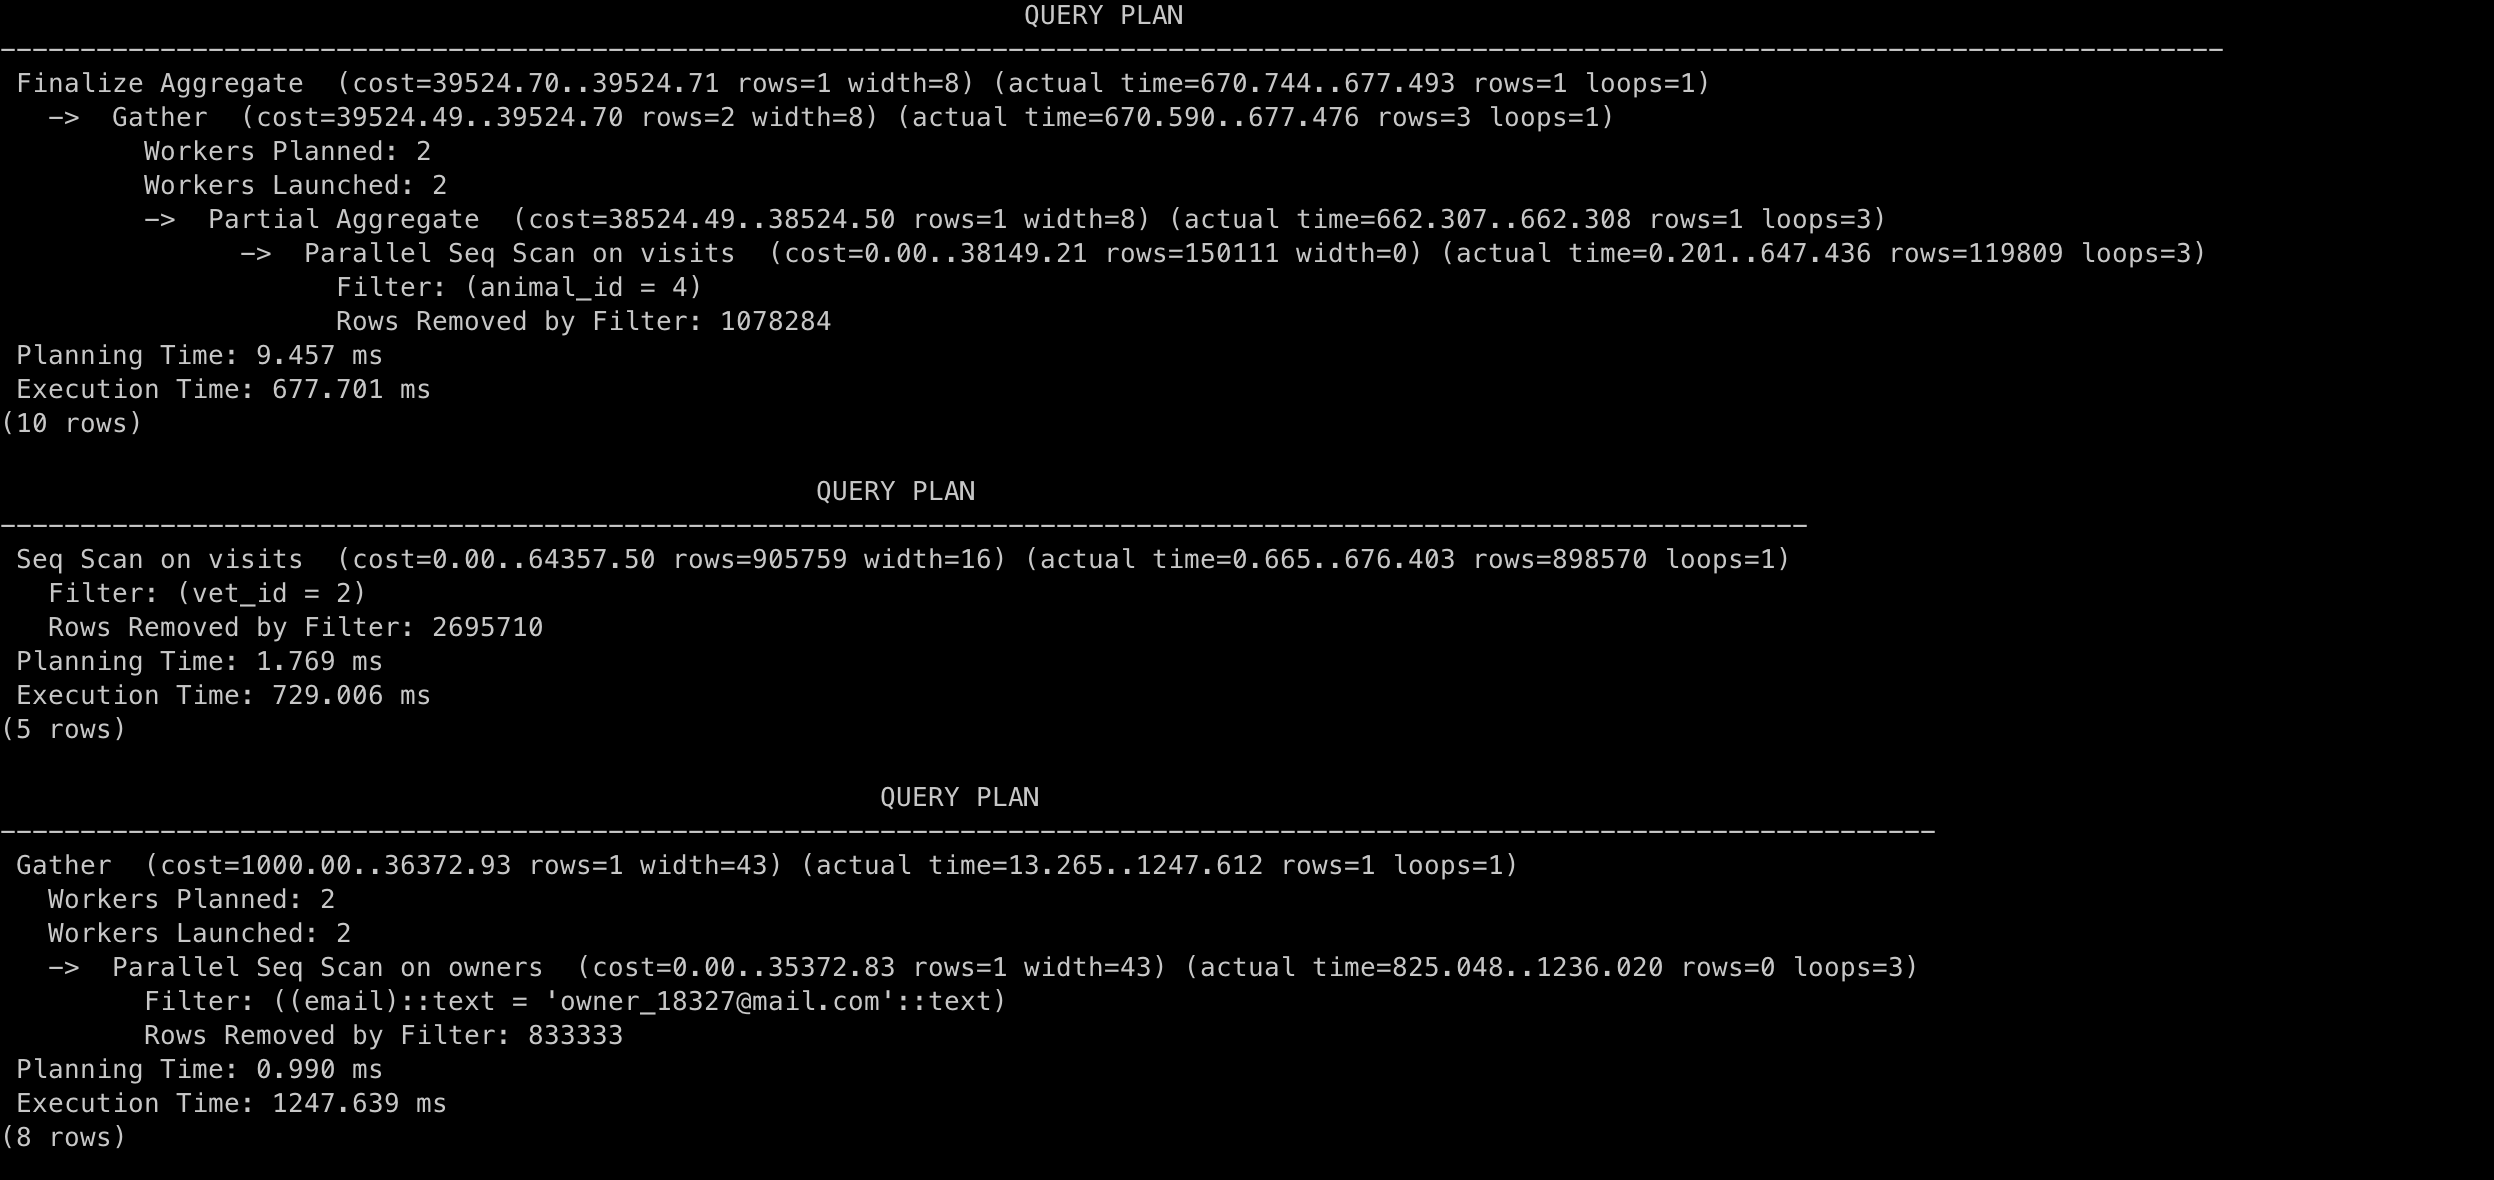 QUERY PLAN
---------------------------------------------------------------------------------------------------------------------------------------------------
 Finalize Aggregate  (cost=39524.70..39524.71 rows=1 width=8) (actual time=670.744..677.493 rows=1 loops=1)
   ->  Gather  (cost=39524.49..39524.70 rows=2 width=8) (actual time=670.590..677.476 rows=3 loops=1)
         Workers Planned: 2
         Workers Launched: 2
         ->  Partial Aggregate  (cost=38524.49..38524.50 rows=1 width=8) (actual time=662.307..662.308 rows=1 loops=3)
               ->  Parallel Seq Scan on visits  (cost=0.00..38149.21 rows=150111 width=0) (actual time=0.201..647.436 rows=119809 loops=3)
                     Filter: (animal_id = 4)
                     Rows Removed by Filter: 1078284
 Planning Time: 9.457 ms
 Execution Time: 677.701 ms
(10 rows)
QUERY PLAN
-----------------------------------------------------------------------------------------------------------------
 Seq Scan on visits  (cost=0.00..64357.50 rows=905759 width=16) (actual time=0.665..676.403 rows=898570 loops=1)
   Filter: (vet_id = 2)
   Rows Removed by Filter: 2695710
 Planning Time: 1.769 ms
 Execution Time: 729.006 ms
(5 rows)
QUERY PLAN
-------------------------------------------------------------------------------------------------------------------------
 Gather  (cost=1000.00..36372.93 rows=1 width=43) (actual time=13.265..1247.612 rows=1 loops=1)
   Workers Planned: 2
   Workers Launched: 2
   ->  Parallel Seq Scan on owners  (cost=0.00..35372.83 rows=1 width=43) (actual time=825.048..1236.020 rows=0 loops=3)
         Filter: ((email)::text = 'owner_18327@mail.com'::text)
         Rows Removed by Filter: 833333
 Planning Time: 0.990 ms
 Execution Time: 1247.639 ms
(8 rows)